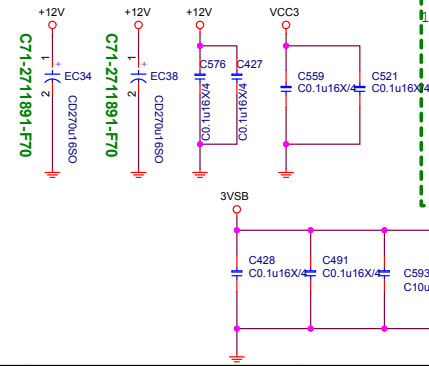 +12V
+12V
+12V
VCC3
1
C71-2711891-F70
1
2
+
EC34
CD270u16SO
C71-2711891-F70
1
2
+
EC38
CD270u16SO
C576
C0.1u16X/4
C427
C0.1u16X/4
C559
C0.1u16X/4
C521
C0.1u16X/4
3VSB
C428
C0.1u16X/4
C491
C0.1u16X/4
C593
C10u